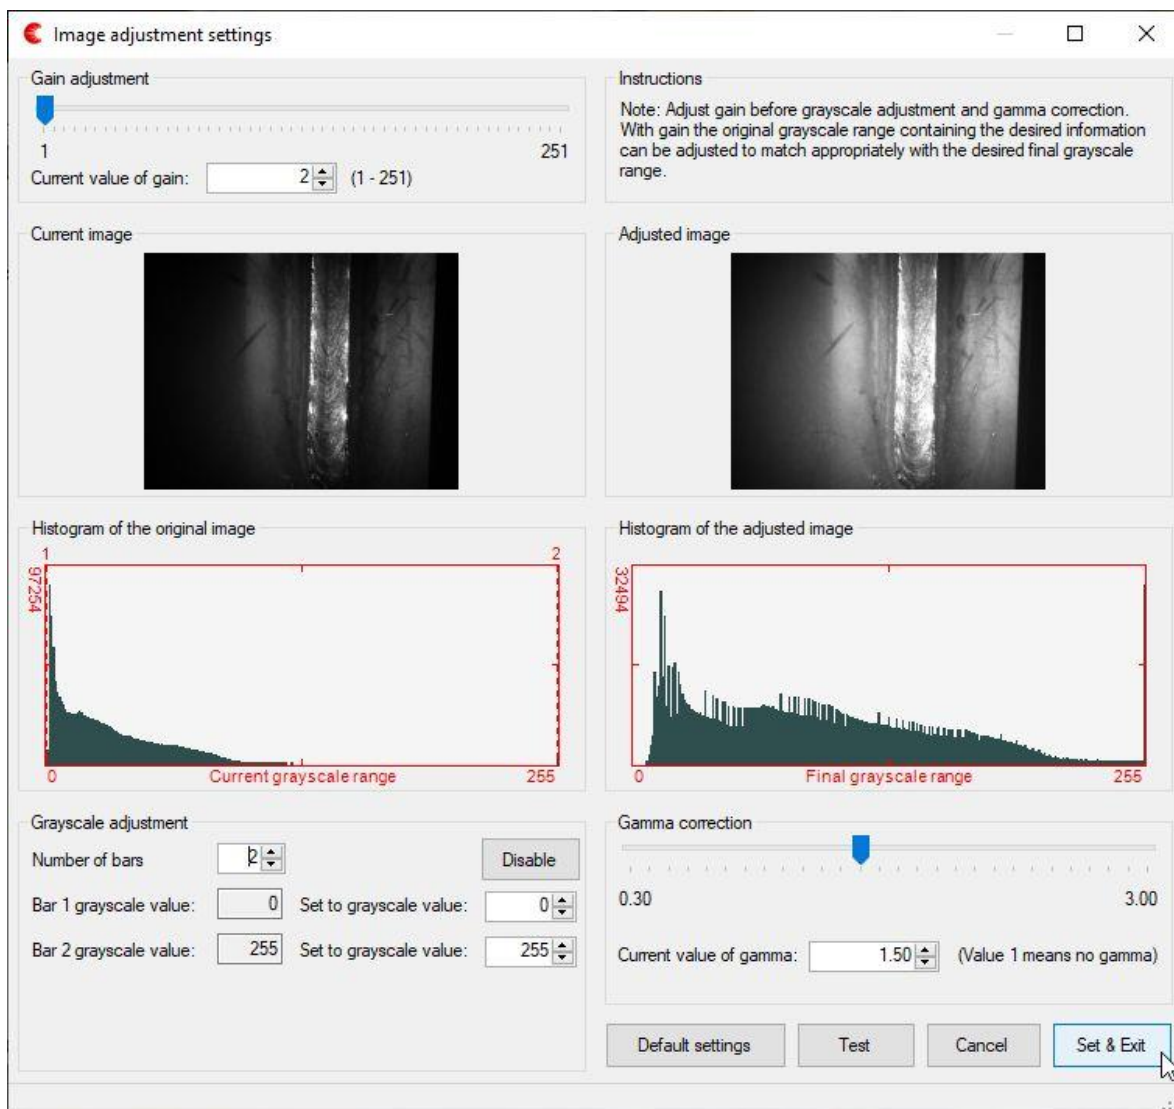 Image adjustment settings
Gain adjustment
1
251
Current value of gain: 2 (1 - 251)
Instructions
Note: Adjust gain before grayscale adjustment and gamma correction.
With gain the original grayscale range containing the desired information
can be adjusted to match appropriately with the desired final grayscale
range.
Current image
Adjusted image
Histogram of the original image
1
2
97254
0
Current grayscale range
255
Histogram of the adjusted image
32494
0
Final grayscale range
255
Grayscale adjustment
Number of bars 2 Disable
Bar 1 grayscale value: 0 Set to grayscale value: 0
Bar 2 grayscale value: 255 Set to grayscale value: 255
Gamma correction
0.30
3.00
Current value of gamma: 1.50 (Value 1 means no gamma)
Default settings
Test
Cancel
Set & Exit